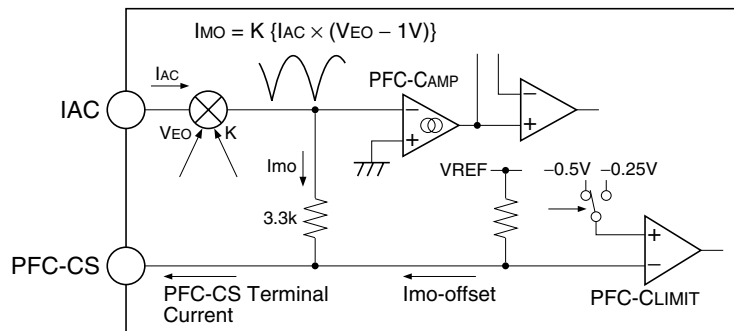 IMO = K {IAC × (VEO – 1V)}
IAC
PFC-CAMP
IAC
VEO
K
–
+
–
Imo
VREF
–0.5V
–0.25V
3.3k
+
–
PFC-CS
PFC-CS Terminal
Current
Imo-offset
PFC-CLIMIT
+